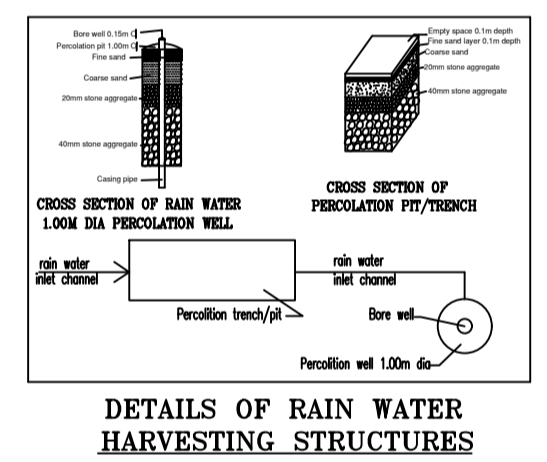 Bore well 0.15m
Percolation pit 1.00m
Fine sand
Coarse sand
20mm stone aggregate
40mm stone aggregate
Casing pipe
CROSS SECTION OF RAIN WATER
1.00M DIA PERCOLATION WELL
Empty space 0.1m depth
Fine sand layer 0.1m depth
Coarse sand
20mm stone aggregate
40mm stone aggregate
CROSS SECTION OF
PERCOLATION PIT/TRENCH
rain water
inlet channel
Percolition trench/pit
rain water
inlet channel
Bore well
Percolition well 1.00m dia
DETAILS OF RAIN WATER
HARVESTING STRUCTURES